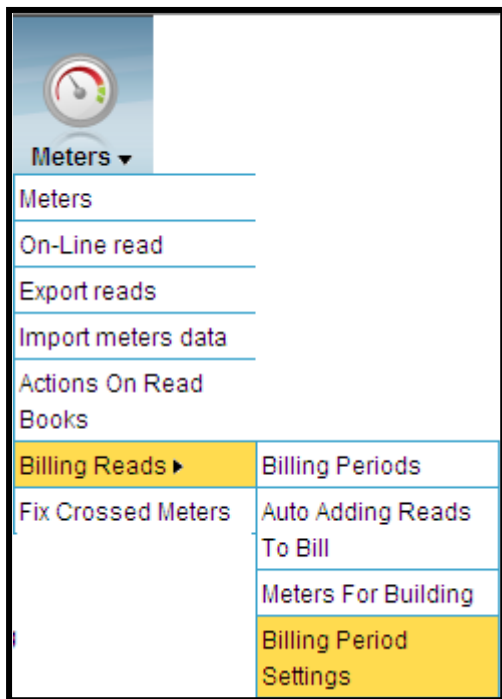 Meters ▾
Meters
On-Line read
Export reads
Import meters data
Actions On Read
Books
Billing Reads ▸
Fix Crossed Meters
Billing Periods
Auto Adding Reads
To Bill
Meters For Building
Billing Period
Settings